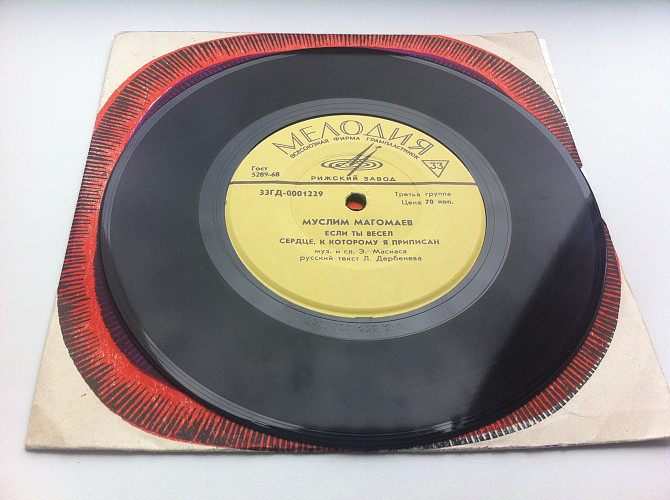 МЕЛОДИЯ
ВСЕСОЮЗНАЯ ФИРМА ГРАМПЛАСТИНОК
Гост
5289-68
33
РИЖСКИЙ ЗАВОД
33ГД-0001229
Третья группа
Цена 70 коп.
МУСЛИМ МАГОМАЕВ
ЕСЛИ ТЫ ВЕСЕЛ
СЕРДЦЕ, К КОТОРОМУ Я ПРИПИСАН
муз. и сл. Э. Масиаса
русский текст Л. Дербенева